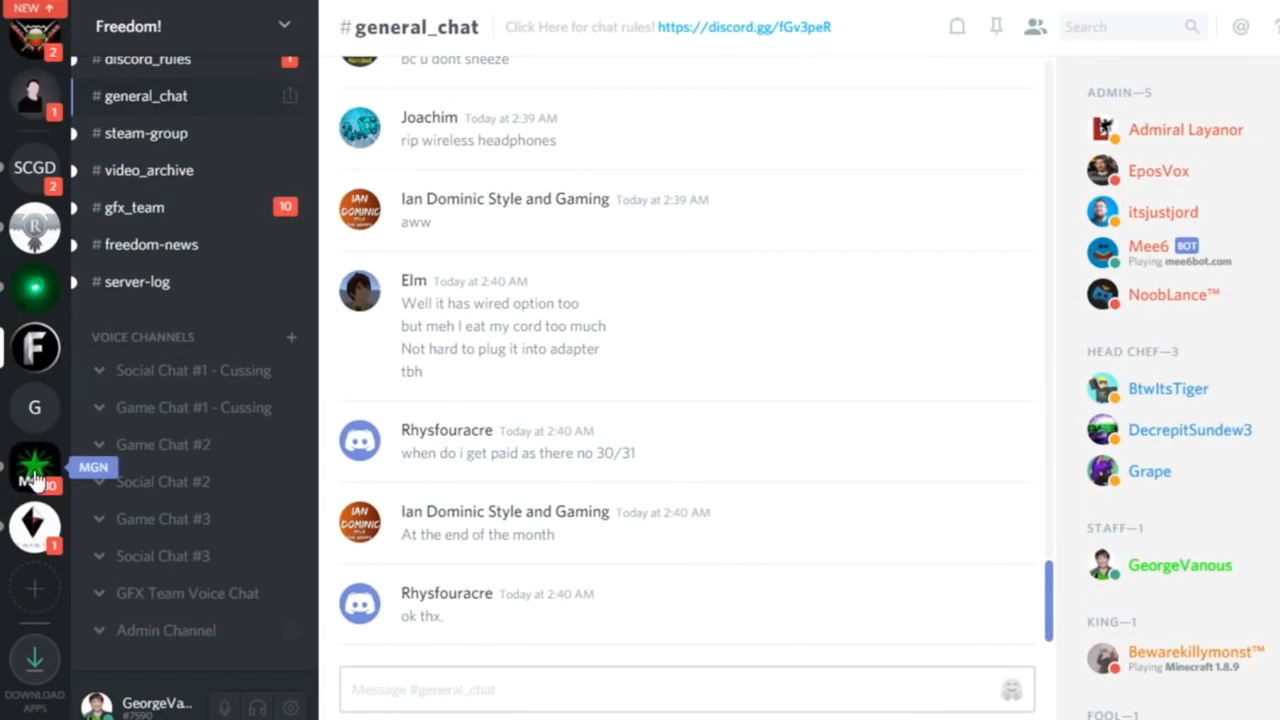 NEW ↑
2
1
SCGD
2
R
F
G
MGN
1
DOWNLOAD
APPS
Freedom!
# discord_rules
1
# general_chat
# steam-group
# video_archive
# gfx_team
10
# freedom-news
# server-log
VOICE CHANNELS +
Social Chat #1 - Cussing
Game Chat #1 - Cussing
Game Chat #2
Social Chat #2
Game Chat #3
Social Chat #3
GFX Team Voice Chat
Admin Channel
GeorgeVa...
#7590
#general_chat
Click Here for chat rules! https://discord.gg/fGv3peR
Search
@
bc u dont sneeze
Joachim Today at 2:39 AM
rip wireless headphones
IAN
DOMINIC
Ian Dominic Style and Gaming Today at 2:39 AM
aww
Elm Today at 2:40 AM
Well it has wired option too
but meh I eat my cord too much
Not hard to plug it into adapter
tbh
Rhysfouracre Today at 2:40 AM
when do i get paid as there no 30/31
IAN
DOMINIC
Ian Dominic Style and Gaming Today at 2:40 AM
At the end of the month
Rhysfouracre Today at 2:40 AM
ok thx.
Message #general_chat
ADMIN—5
Admiral Layanor
EposVox
itsjustjord
Mee6 BOT
Playing mee6bot.com
NoobLance™
HEAD CHEF—3
BtwItsTiger
DecrepitSundew3
Grape
STAFF—1
GeorgeVanous
KING—1
Bewarekillymonst™
Playing Minecraft 1.8.9
FOOL—1